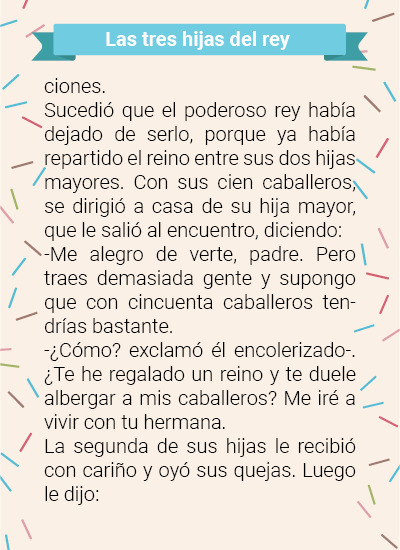 Las tres hijas del rey
ciones.
Sucedió que el poderoso rey había
dejado de serlo, porque ya había
repartido el reino entre sus dos hijas
mayores. Con sus cien caballeros,
se dirigió a casa de su hija mayor,
que le salió al encuentro, diciendo:
-Me alegro de verte, padre. Pero
traes demasiada gente y supongo
que con cincuenta caballeros ten-
drías bastante.
-¿Cómo? exclamó él encolerizado-.
¿Te he regalado un reino y te duele
albergar a mis caballeros? Me iré a
vivir con tu hermana.
La segunda de sus hijas le recibió
con cariño y oyó sus quejas. Luego
le dijo: